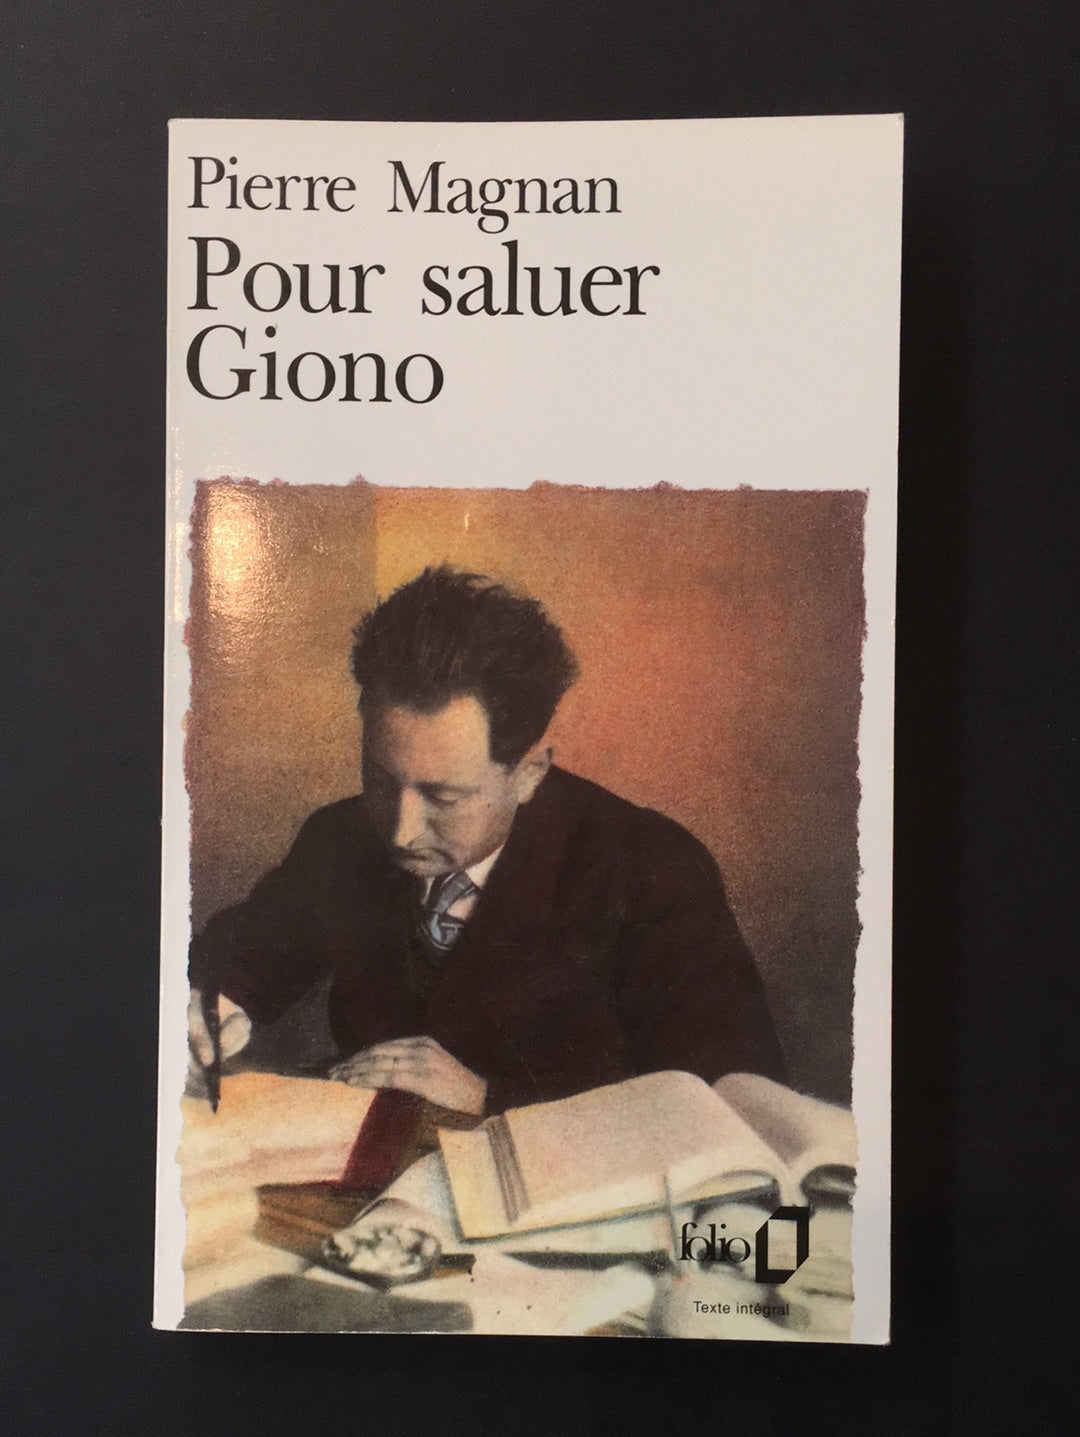 Pierre Magnan
Pour saluer
Giono
folio
Texte intégral